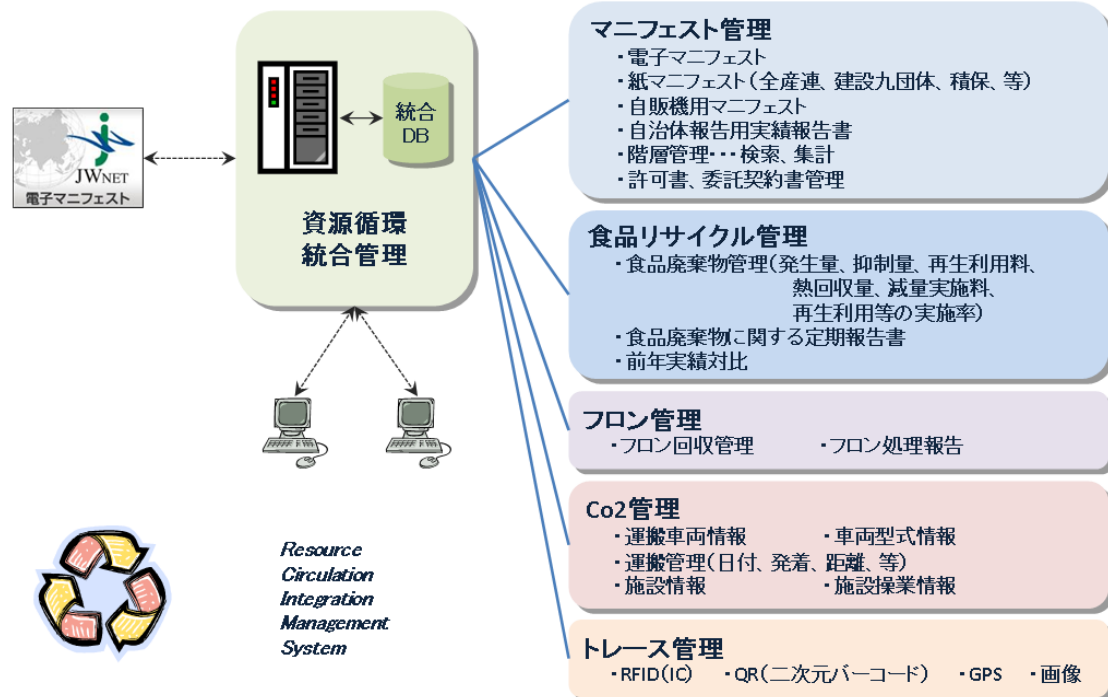 JWNET
電子マニフェスト
統合
DB
資源循環
統合管理
Resource
Circulation
Integration
Management
System
マニフェスト管理
・電子マニフェスト
・紙マニフェスト(全産連、建設九団体、積保、等)
・自販機用マニフェスト
・自治体報告用実績報告書
・階層管理・・・検索、集計
・許可書、委託契約書管理
食品リサイクル管理
・食品廃棄物管理(発生量、抑制量、再生利用料、
熱回収量、減量実施料、
再生利用等の実施率)
・食品廃棄物に関する定期報告書
・前年実績対比
フロン管理
・フロン回収管理 ・フロン処理報告
Co2管理
・運搬車両情報 ・車両型式情報
・運搬管理(日付、発着、距離、等)
・施設情報 ・施設操業情報
トレース管理
・RFID(IC) ・QR(二次元バーコード) ・GPS ・画像